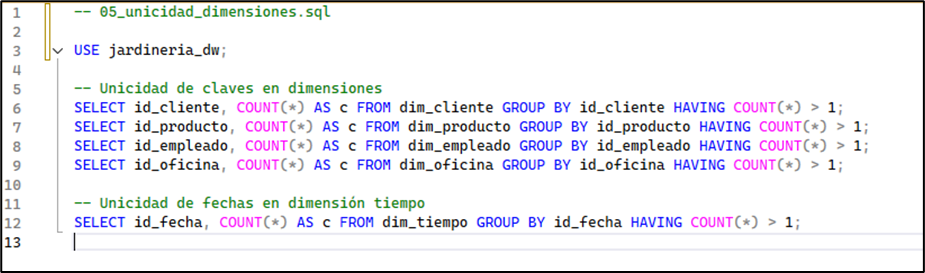 1 -- 05_unicidad_dimensiones.sql
2
3 USE jardineria_dw;
4
5 -- Unicidad de claves en dimensiones
6 SELECT id_cliente, COUNT(*) AS c FROM dim_cliente GROUP BY id_cliente HAVING COUNT(*) > 1;
7 SELECT id_producto, COUNT(*) AS c FROM dim_producto GROUP BY id_producto HAVING COUNT(*) > 1;
8 SELECT id_empleado, COUNT(*) AS c FROM dim_empleado GROUP BY id_empleado HAVING COUNT(*) > 1;
9 SELECT id_oficina, COUNT(*) AS c FROM dim_oficina GROUP BY id_oficina HAVING COUNT(*) > 1;
10
11 -- Unicidad de fechas en dimensión tiempo
12 SELECT id_fecha, COUNT(*) AS c FROM dim_tiempo GROUP BY id_fecha HAVING COUNT(*) > 1;
13